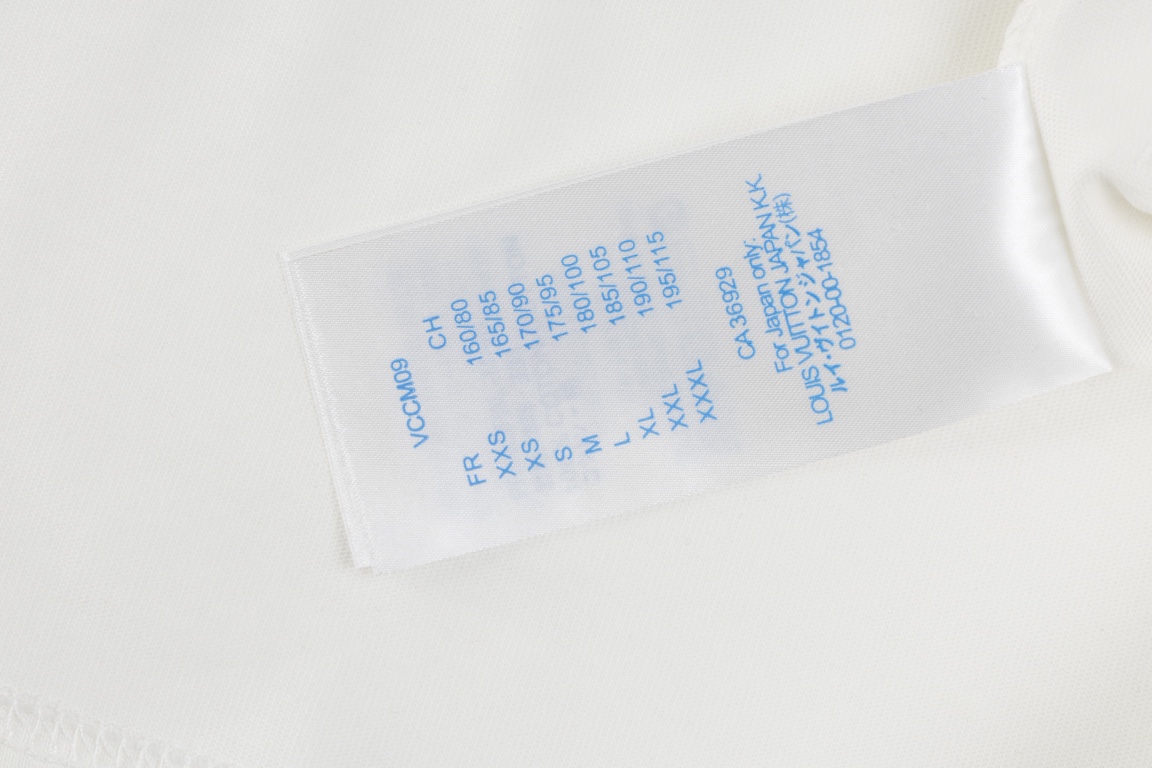 VCCM09
FR CH
XXS 160/80
XS 165/85
S 170/90
M 175/95
L 180/100
XL 185/105
XXL 190/110
XXXL 195/115
CA 36929
For Japan only:
LOUIS VUITTON JAPAN K.K.
ルイ・ヴィトン ジャパン(株)
0120-00-1854